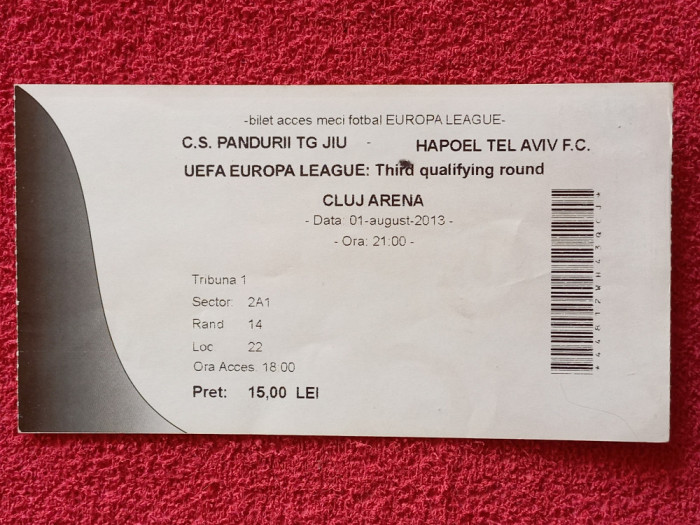 -bilet acces meci fotbal EUROPA LEAGUE-
C.S. PANDURII TG JIU - HAPOEL TEL AVIV F.C.
UEFA EUROPA LEAGUE: Third qualifying round
CLUJ ARENA
- Data: 01-august-2013 -
- Ora: 21:00 -
Tribuna 1
Sector: 2A1
Rand 14
Loc 22
Ora Acces: 18:00
Pret: 15,00 LEI